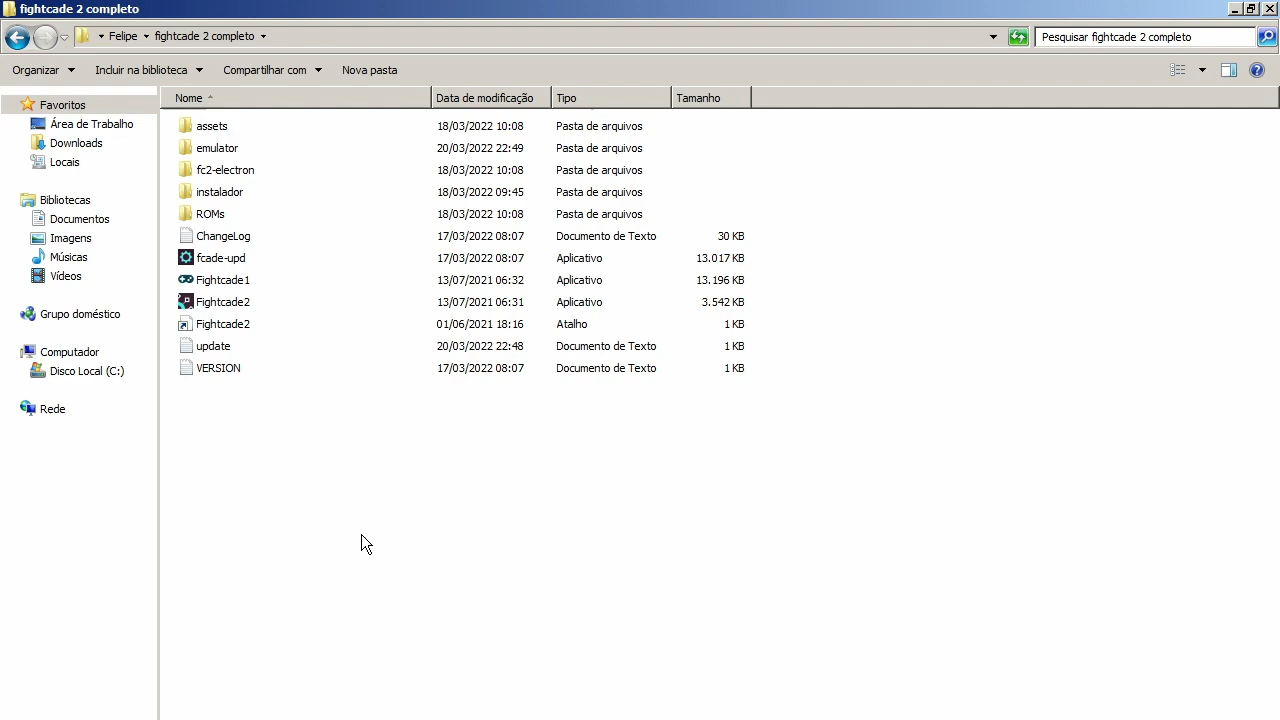 fightcade 2 completo
Felipe fightcade 2 completo Pesquisar fightcade 2 completo
Organizar Incluir na biblioteca Compartilhar com Nova pasta
Nome Data de modificação Tipo Tamanho
Favoritos
Área de Trabalho
Downloads
Locais
Bibliotecas
Documentos
Imagens
Músicas
Vídeos
Grupo doméstico
Computador
Disco Local (C:)
Rede
assets 18/03/2022 10:08 Pasta de arquivos
emulator 20/03/2022 22:49 Pasta de arquivos
fc2-electron 18/03/2022 10:08 Pasta de arquivos
instalador 18/03/2022 09:45 Pasta de arquivos
ROMs 18/03/2022 10:08 Pasta de arquivos
ChangeLog 17/03/2022 08:07 Documento de Texto 30 KB
fcade-upd 17/03/2022 08:07 Aplicativo 13.017 KB
Fightcade1 13/07/2021 06:32 Aplicativo 13.196 KB
Fightcade2 13/07/2021 06:31 Aplicativo 3.542 KB
Fightcade2 01/06/2021 18:16 Atalho 1 KB
update 20/03/2022 22:48 Documento de Texto 1 KB
VERSION 17/03/2022 08:07 Documento de Texto 1 KB